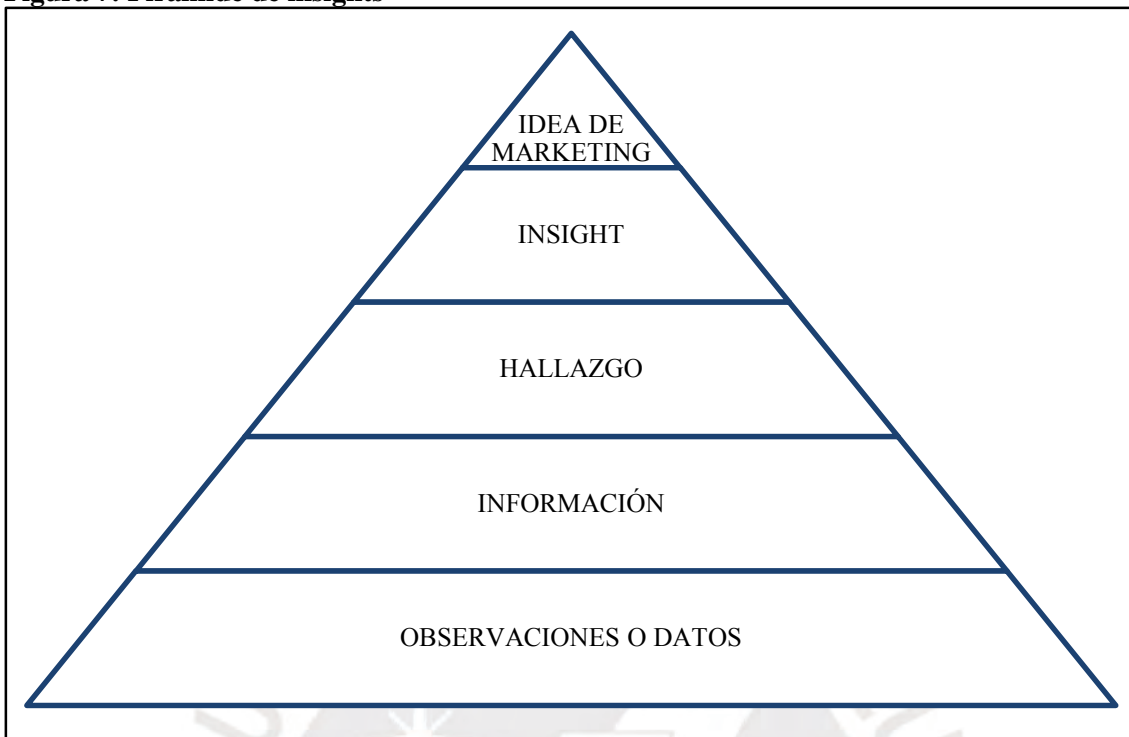 IDEA DE
MARKETING
INSIGHT
HALLAZGO
INFORMACIÓN
OBSERVACIONES O DATOS